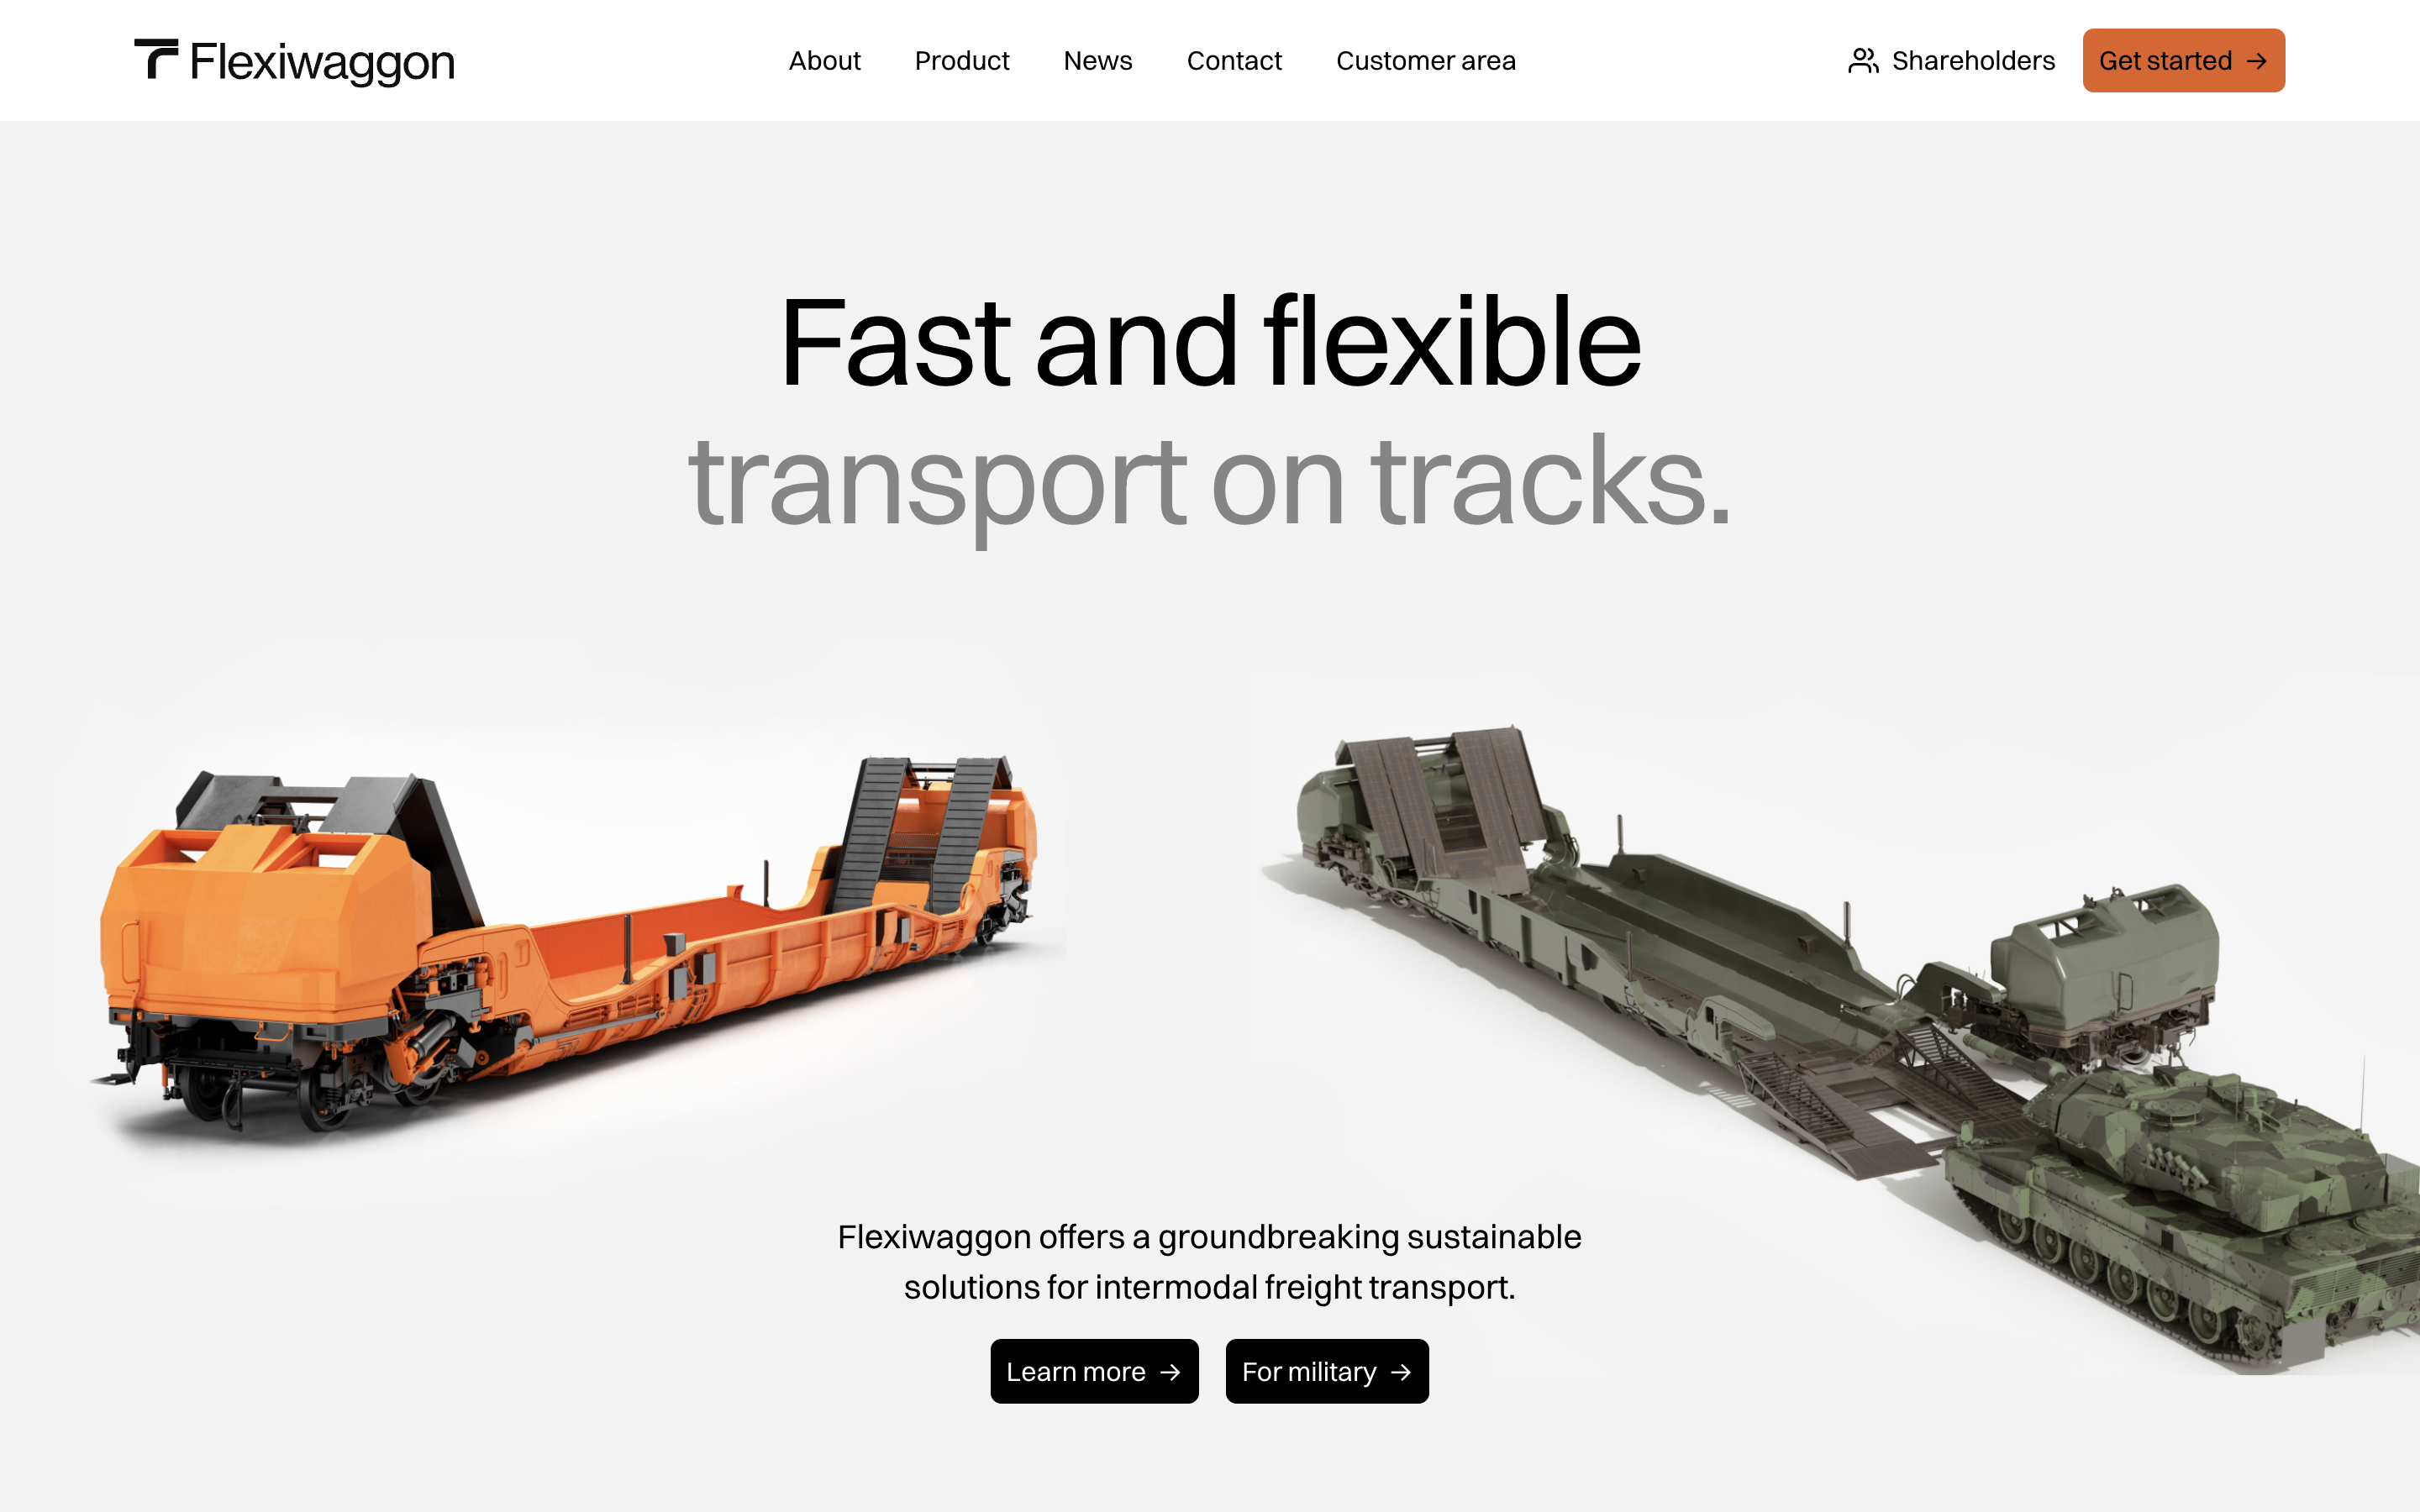 Flexiwaggon
About
Product
News
Contact
Customer area
Shareholders
Get started →
Fast and flexible
transport on tracks.
Flexiwaggon offers a groundbreaking sustainable
solutions for intermodal freight transport.
Learn more →
For military →